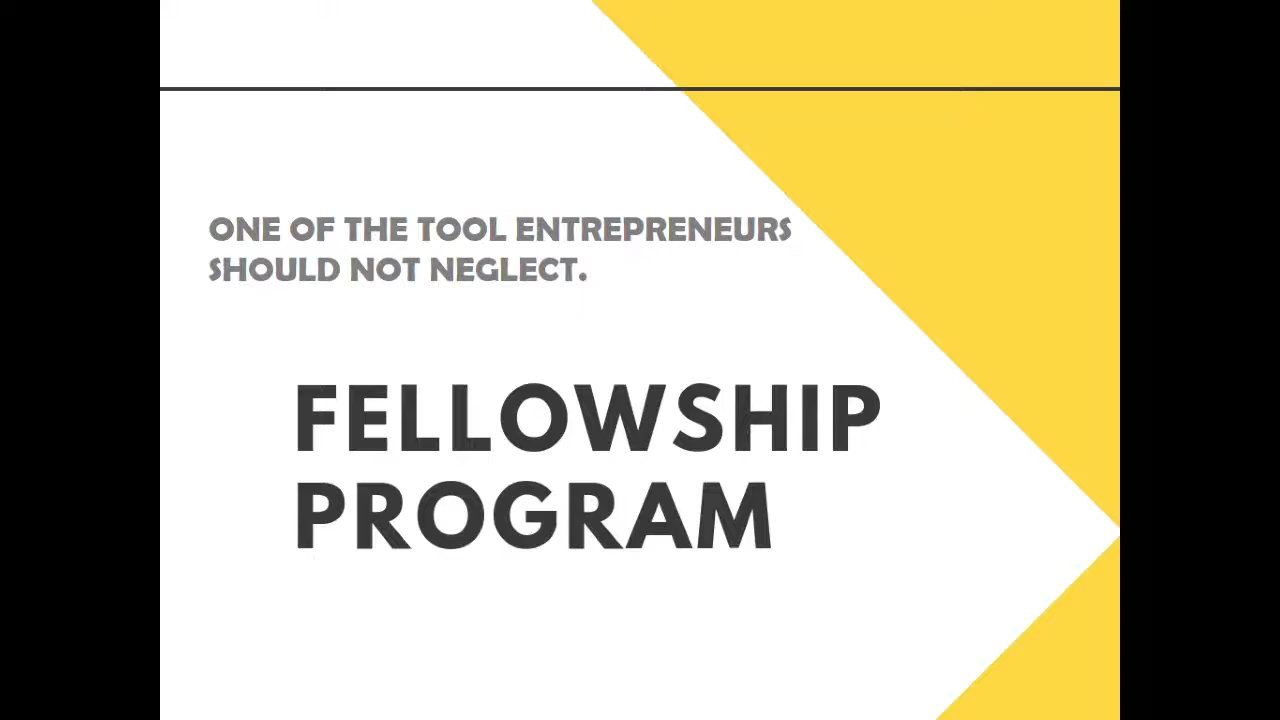 ONE OF THE TOOL ENTREPRENEURS
SHOULD NOT NEGLECT.
FELLOWSHIP
PROGRAM